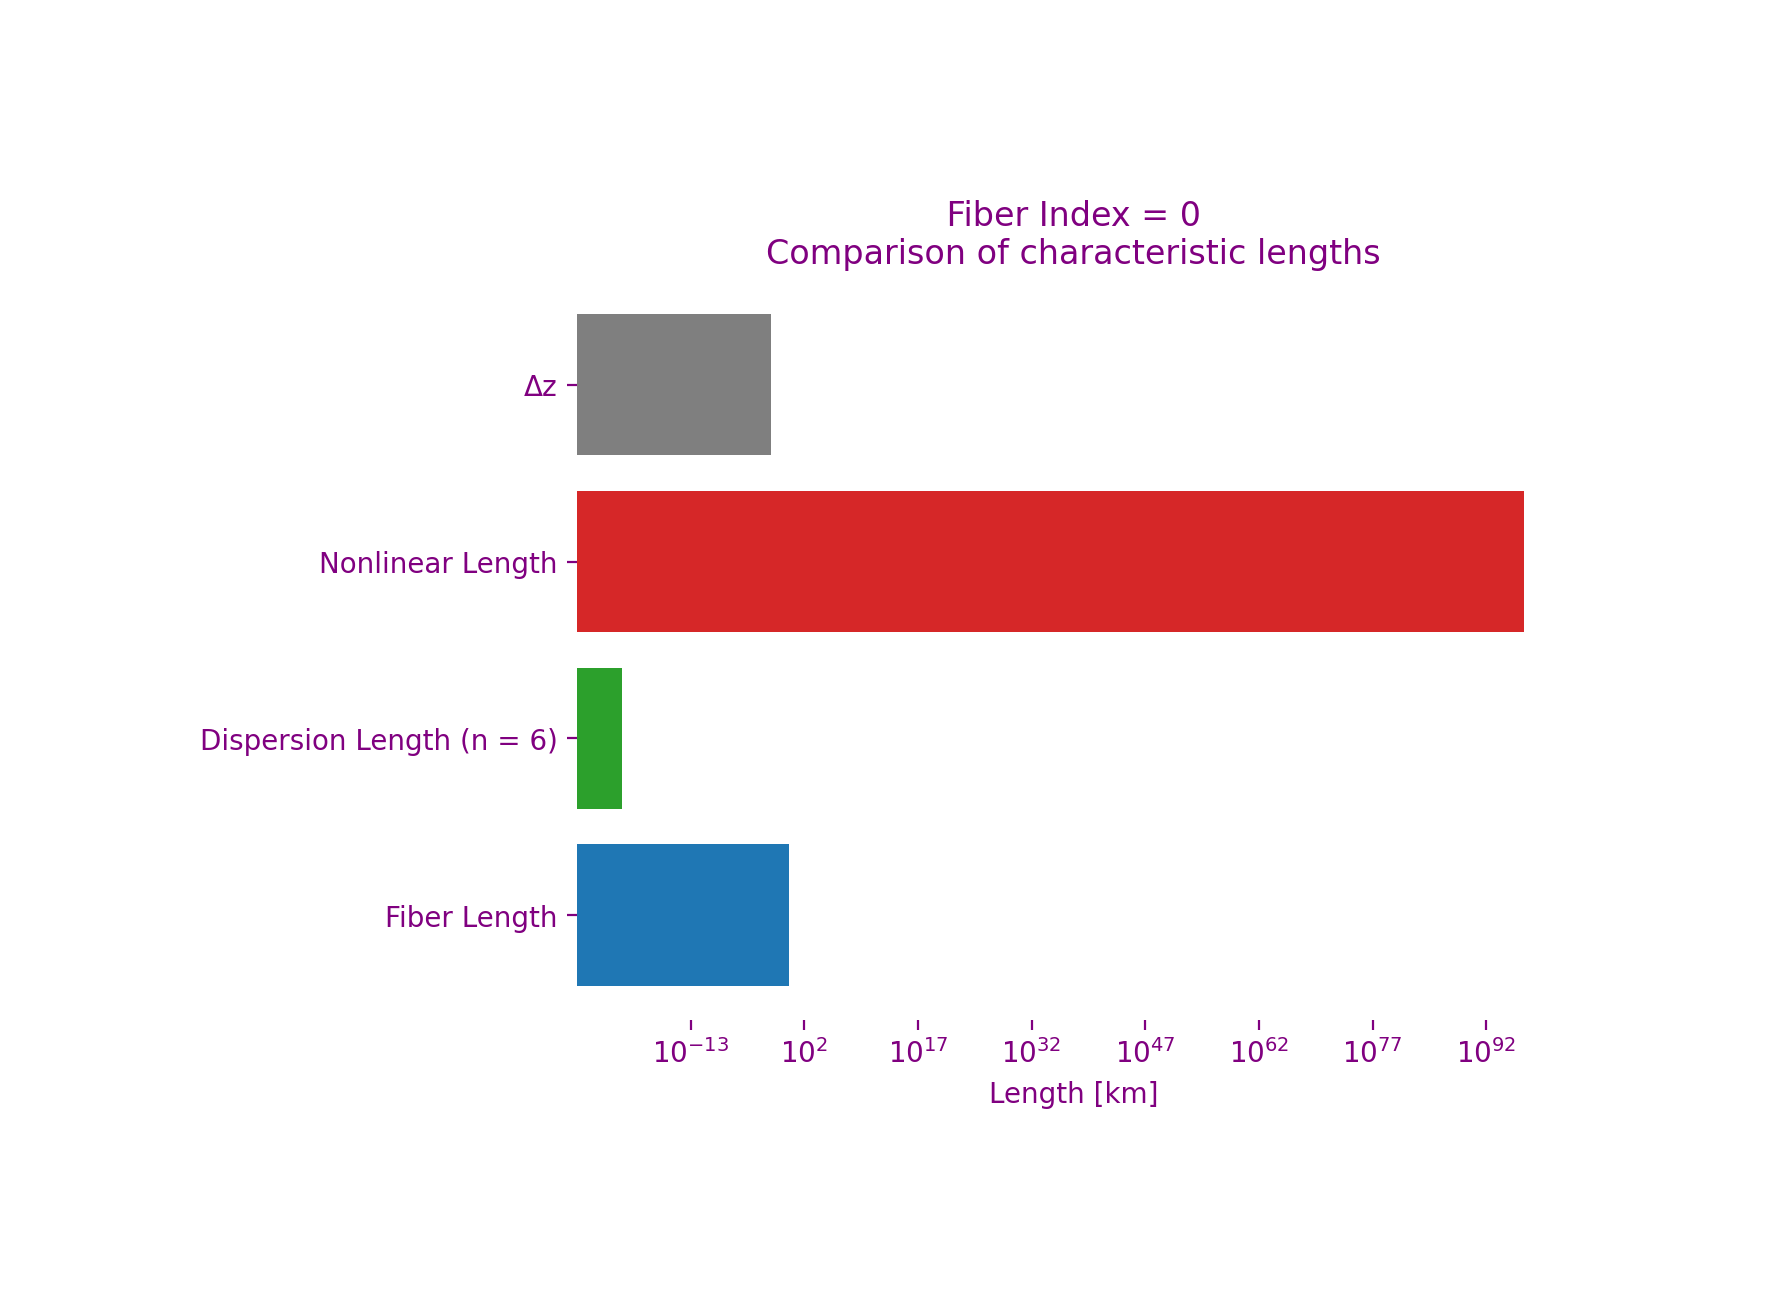 Fiber Index = 0
Comparison of characteristic lengths
Δz
Nonlinear Length
Dispersion Length (n = 6)
Fiber Length
10⁻¹³ 10² 10¹⁷ 10³² 10⁴⁷ 10⁶² 10⁷⁷ 10⁹²
Length [km]